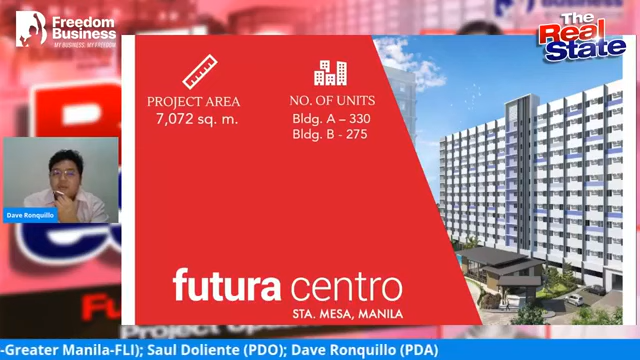 Freedom
Business
MY BUSINESS, MY FREEDOM
The
Real
State
PROJECT AREA
7,072 sq. m.
NO. OF UNITS
Bldg. A – 330
Bldg. B - 275
Dave Ronquillo
futura centro
STA. MESA, MANILA
-Greater Manila-FLI); Saul Doliente (PDO); Dave Ronquillo (PDA)